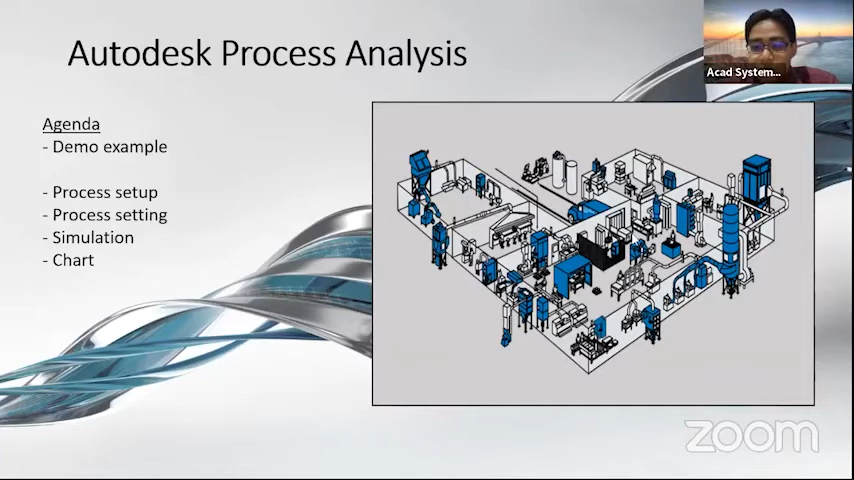 Autodesk Process Analysis
Acad System...
Agenda
- Demo example
- Process setup
- Process setting
- Simulation
- Chart
zoom